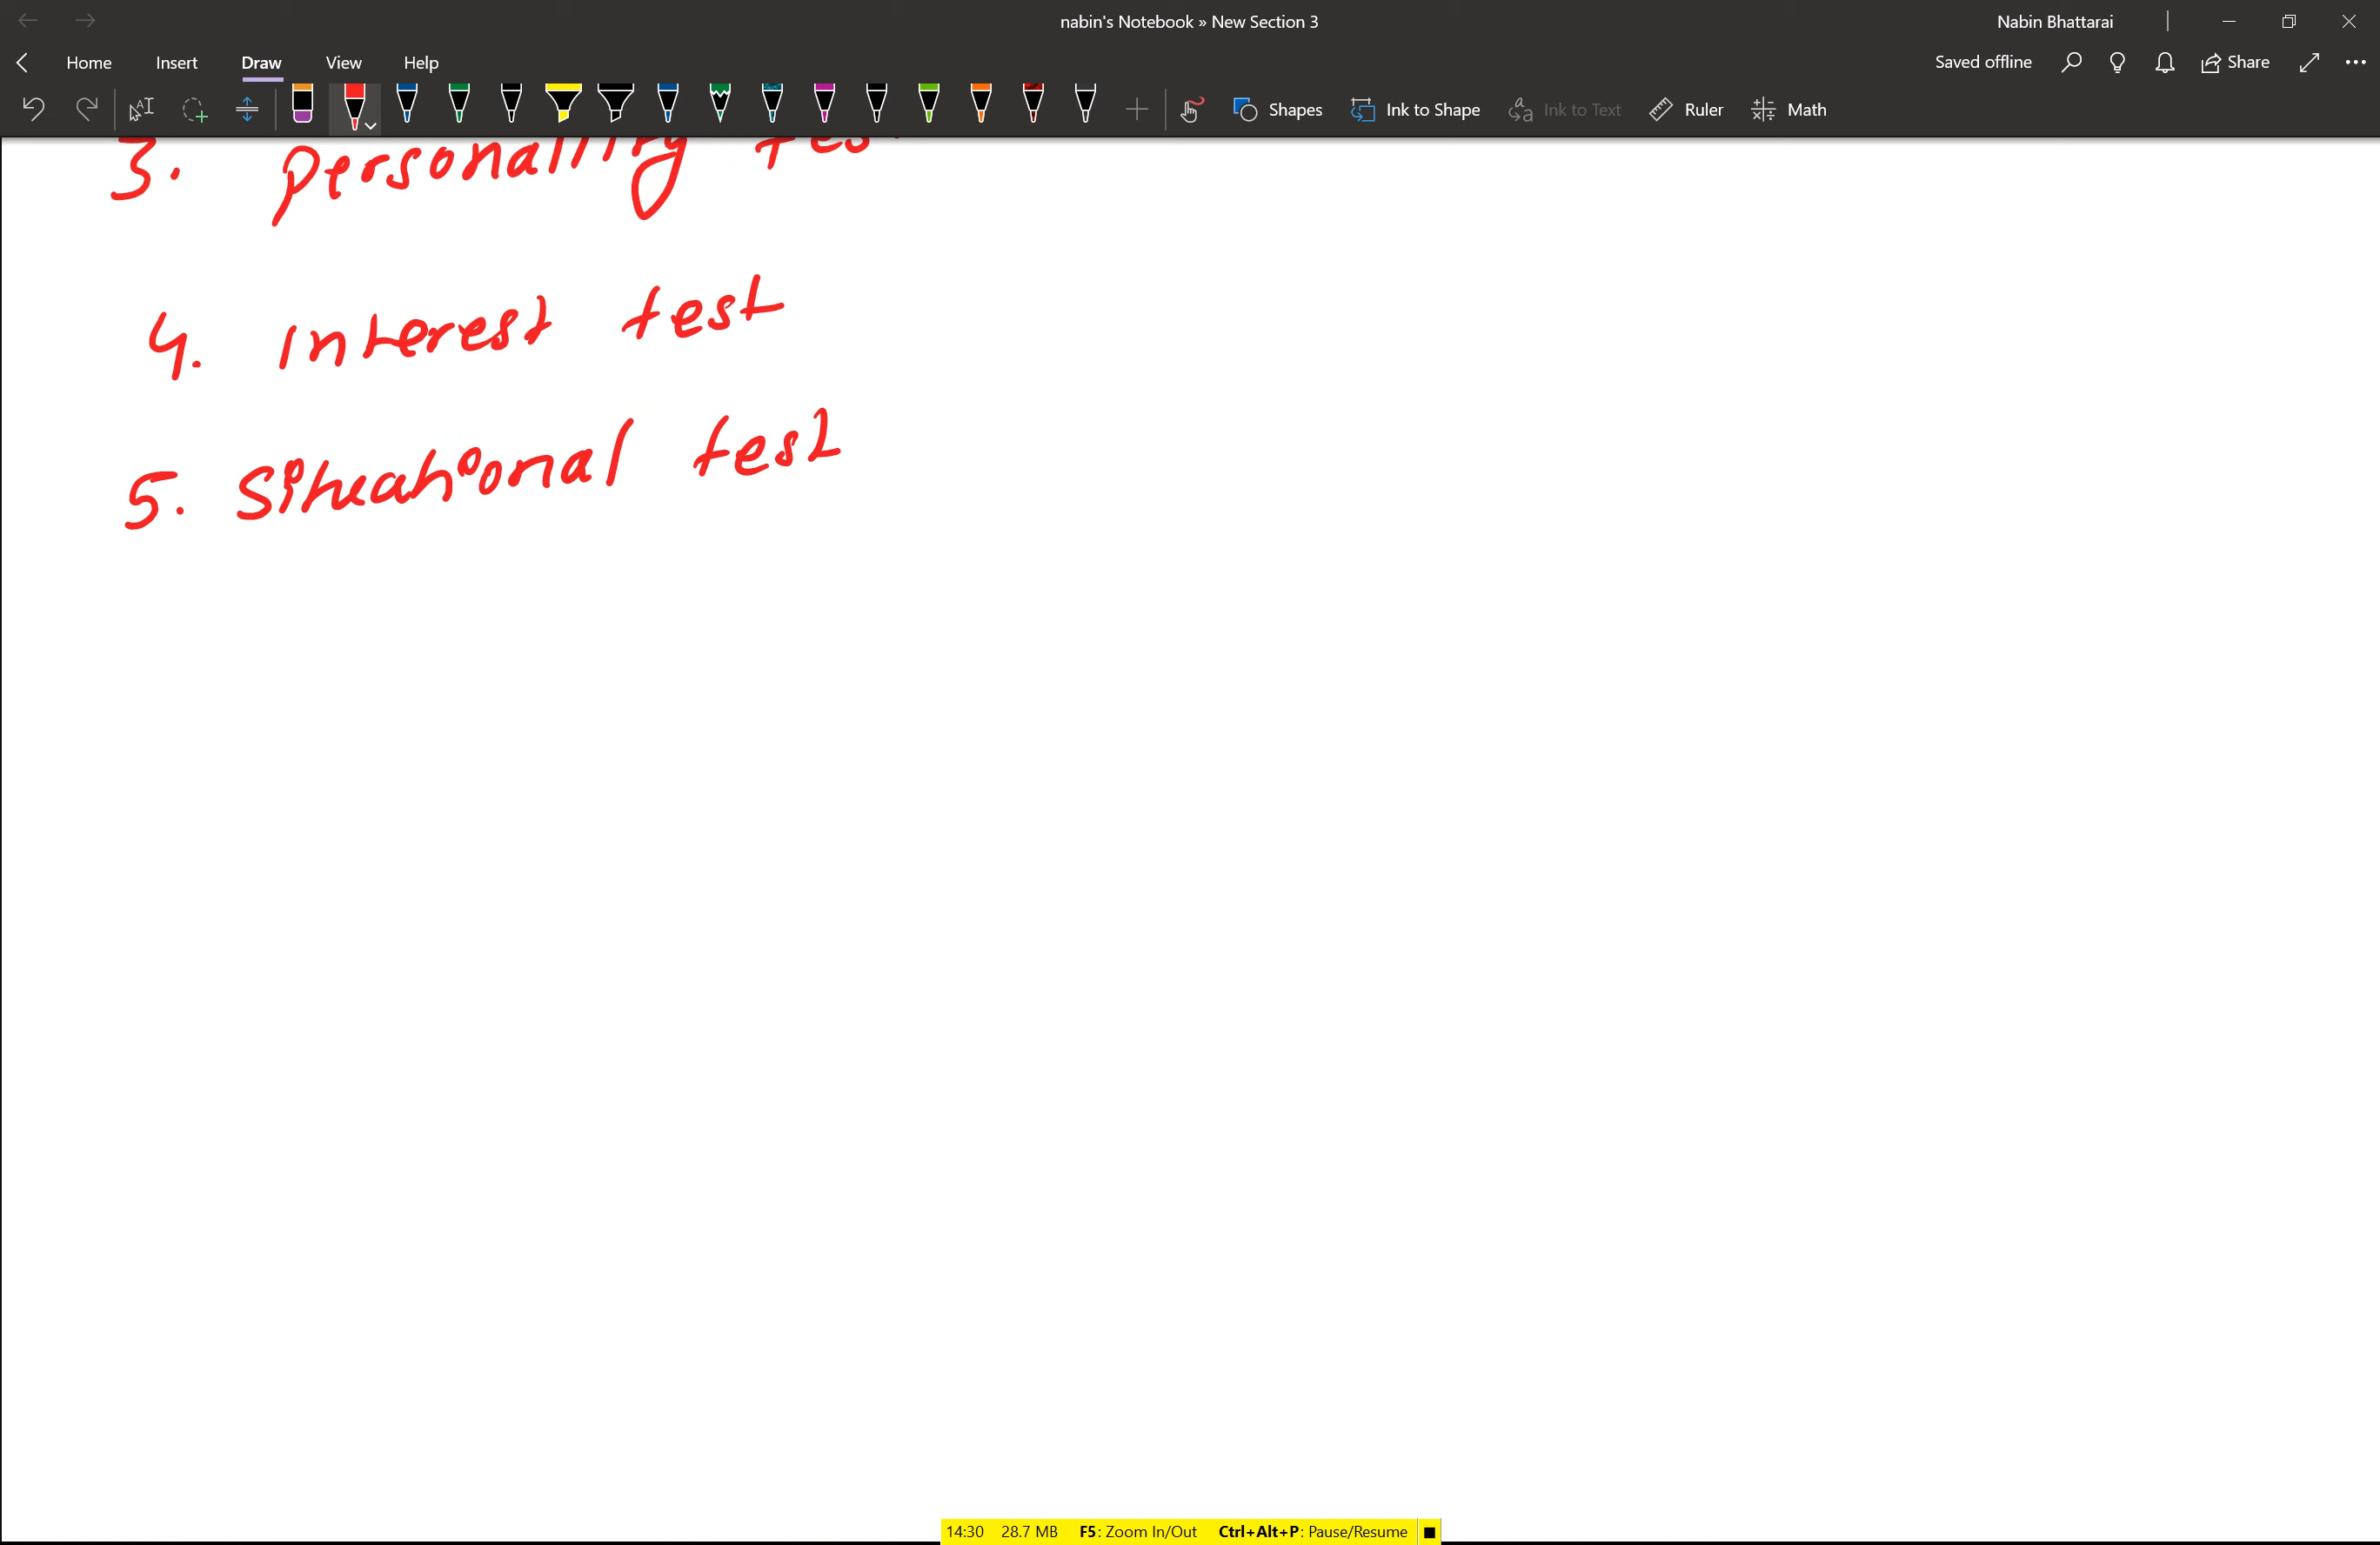 nabin's Notebook » New Section 3
Nabin Bhattarai
Home Insert Draw View Help
Saved offline Share
Shapes Ink to Shape Ink to Text Ruler Math
3. personality
4. interest test
5. situational test
14:30 28.7 MB F5: Zoom In/Out Ctrl+Alt+P: Pause/Resume